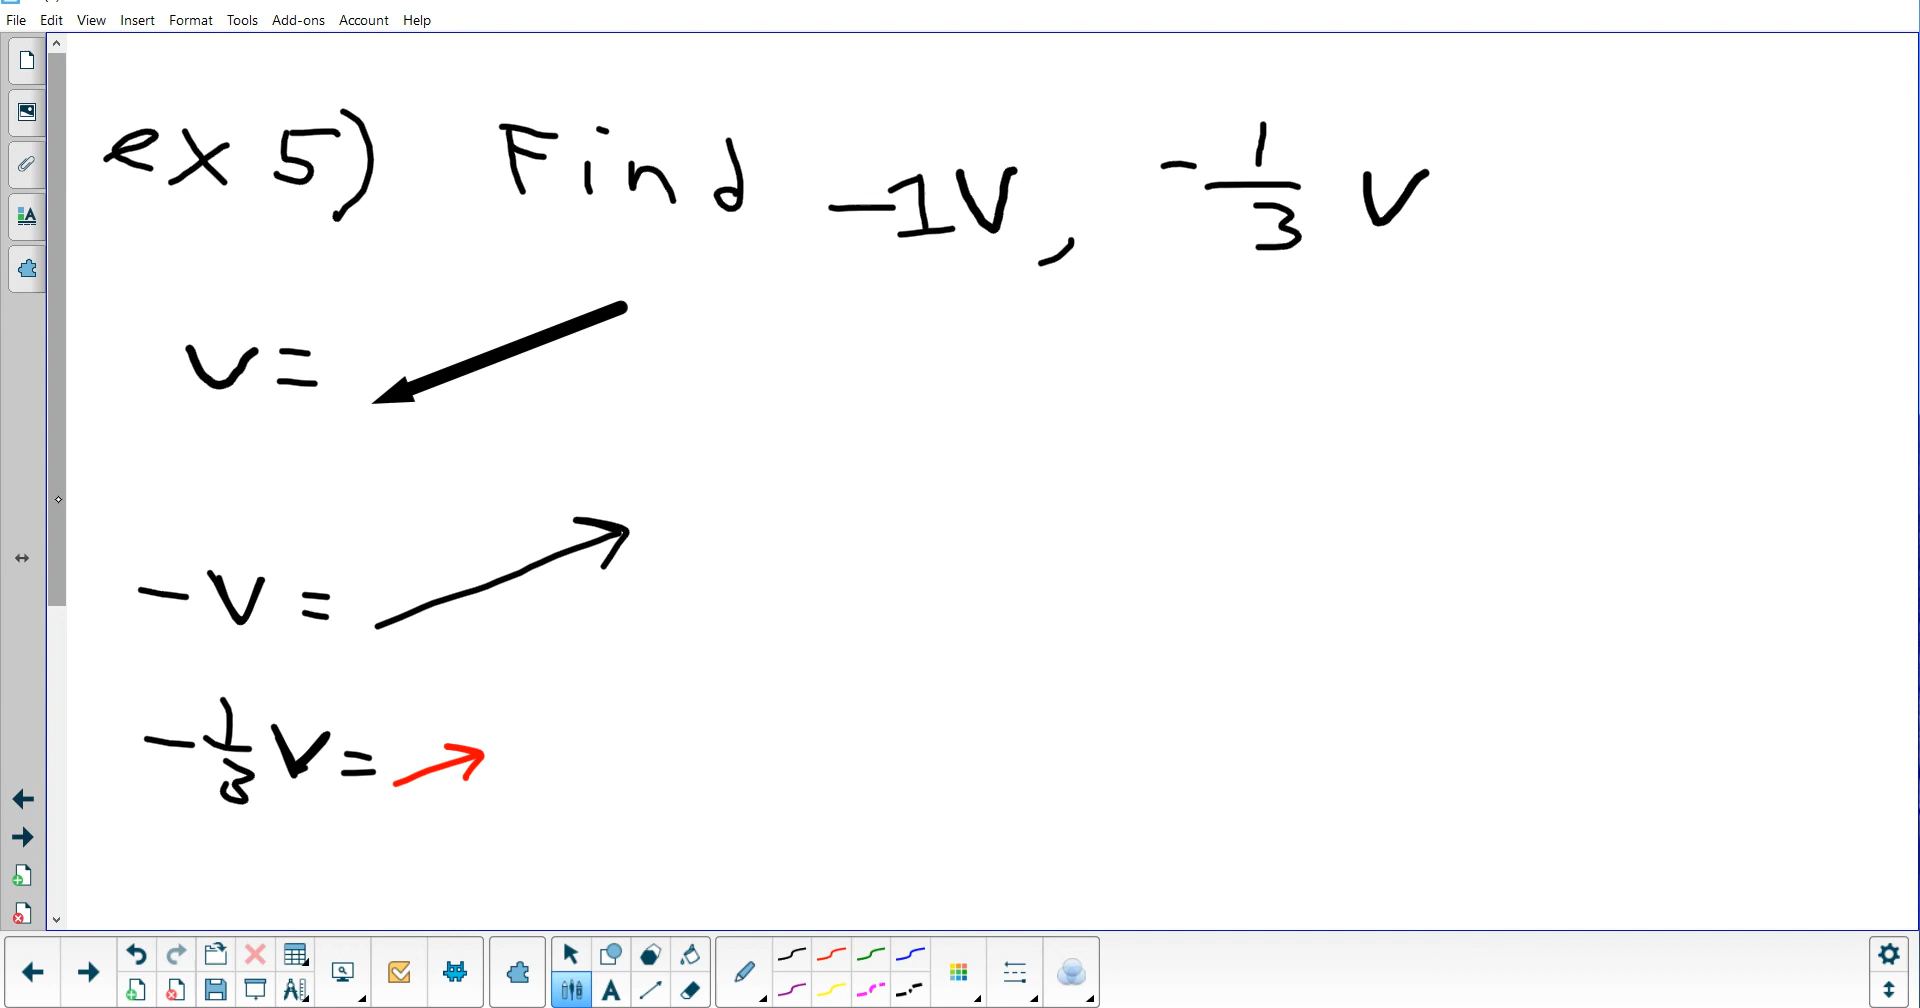 File Edit View Insert Format Tools Add-ons Account Help
ex 5) Find -1V, -1/3 V
v =
-V =
-1/3 V =